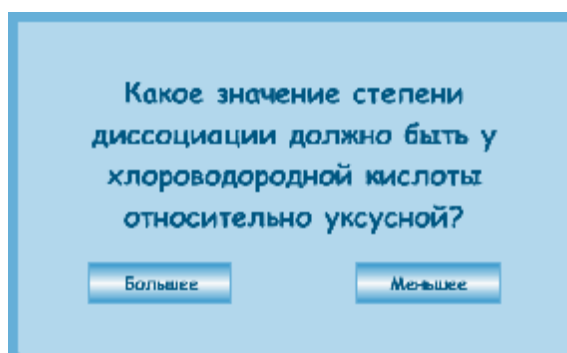 Какое значение степени
диссоциации должно быть у
хлороводородной кислоты
относительно уксусной?
Большее
Меньшее